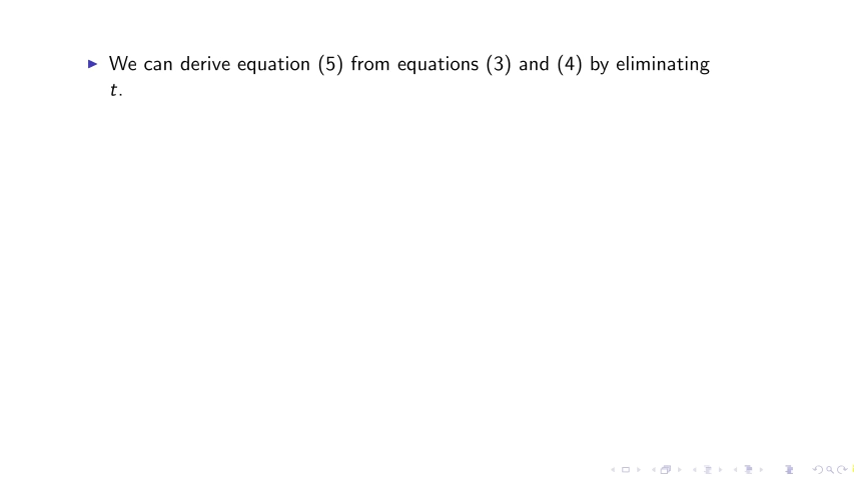 We can derive equation (5) from equations (3) and (4) by eliminating
t.